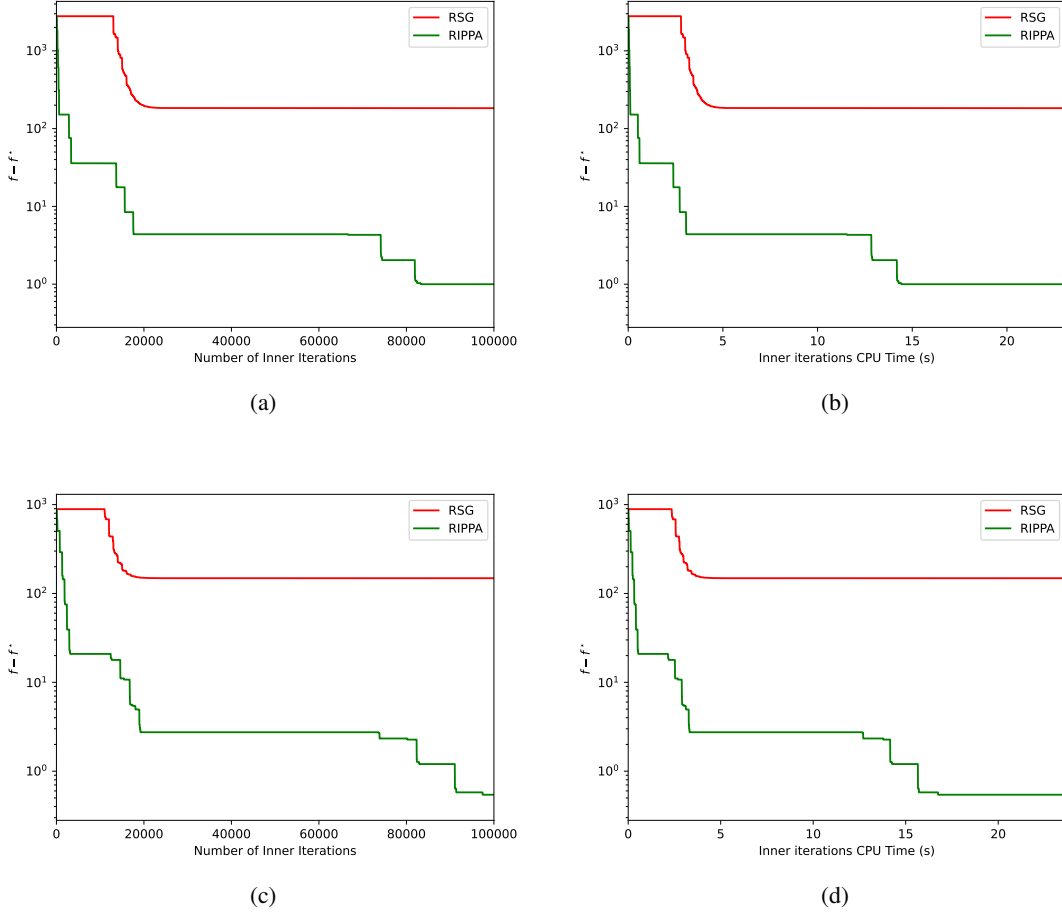 RSG
RIPPA
10³
10²
10¹
10⁰
f − f*
0
20000
40000
60000
80000
100000
Number of Inner Iterations
(a)
RSG
RIPPA
10³
10²
10¹
10⁰
f − f*
0
5
10
15
20
Inner iterations CPU Time (s)
(b)
RSG
RIPPA
10³
10²
10¹
10⁰
f − f*
0
20000
40000
60000
80000
100000
Number of Inner Iterations
(c)
RSG
RIPPA
10³
10²
10¹
10⁰
f − f*
0
5
10
15
20
Inner iterations CPU Time (s)
(d)